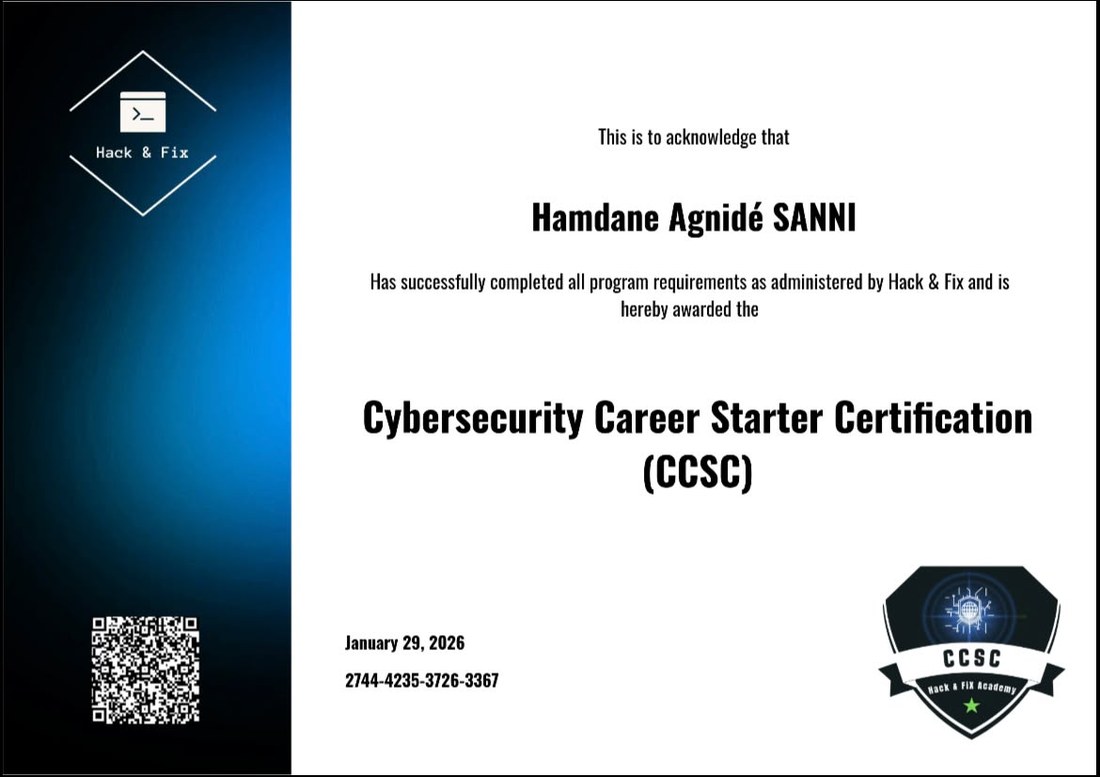 >_
Hack & Fix
This is to acknowledge that
Hamdane Agnidé SANNI
Has successfully completed all program requirements as administered by Hack & Fix and is
hereby awarded the
Cybersecurity Career Starter Certification
(CCSC)
January 29, 2026
2744-4235-3726-3367
CCSC
Hack & FiX Academy